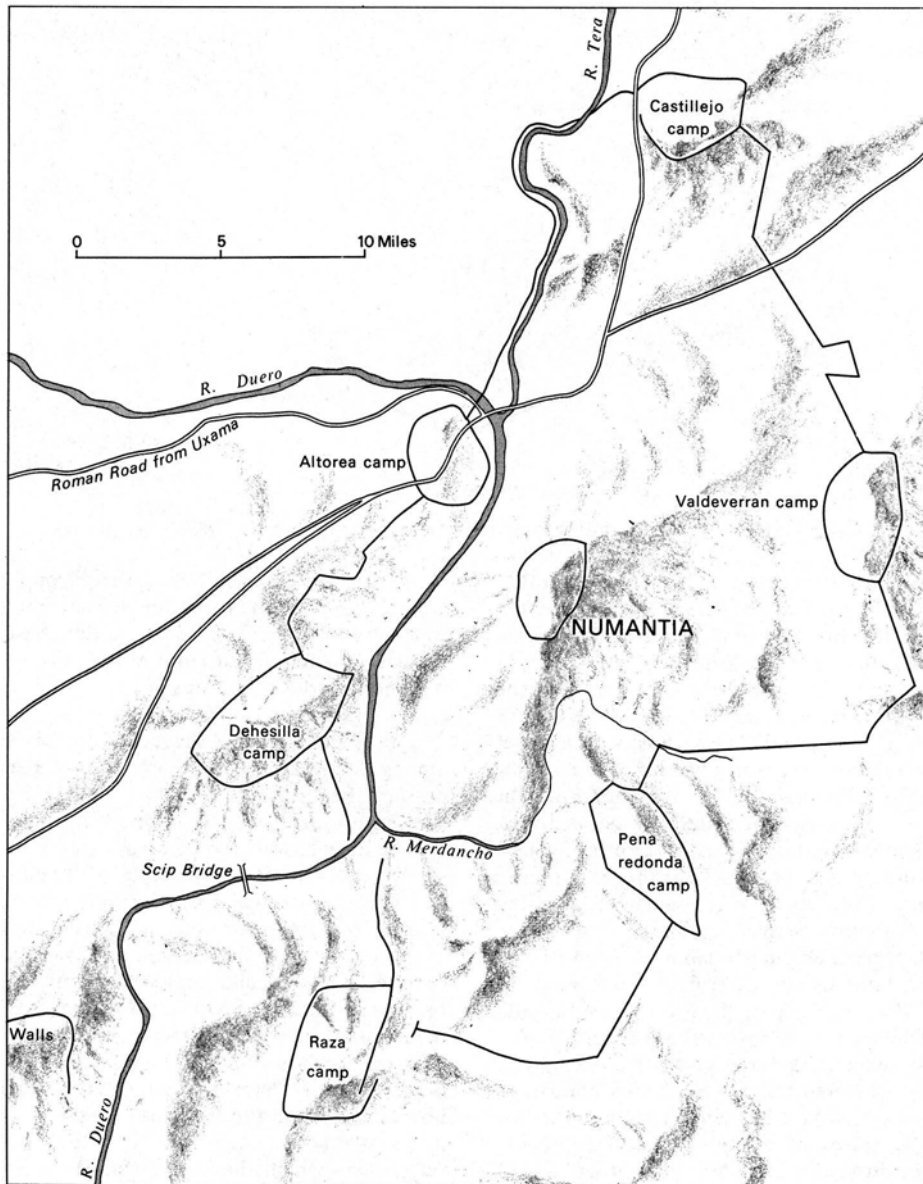 R. Tera
Castillejo
camp
0 5 10 Miles
R. Duero
Roman Road from Uxama
Altorea camp
Valdeverran camp
NUMANTIA
Dehesilla
camp
R. Merdancho
Pena
redonda
camp
Scip Bridge
Walls
Raza
camp
R. Duero